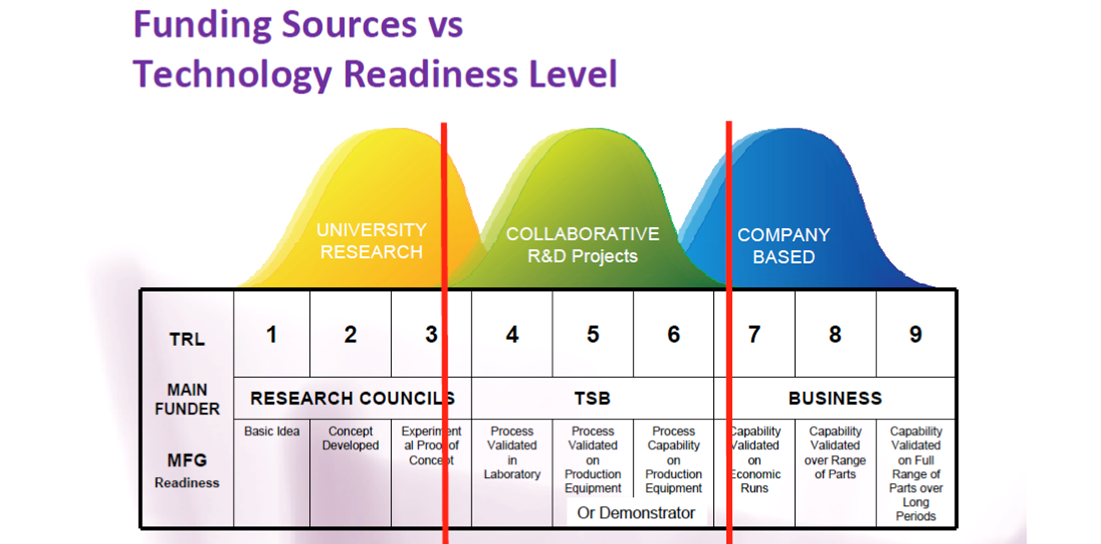 Funding Sources vs
Technology Readiness Level
UNIVERSITY
RESEARCH
COLLABORATIVE
R&D Projects
COMPANY
BASED
TRL
1
2
3
4
5
6
7
8
9
MAIN
FUNDER
RESEARCH COUNCILS
TSB
BUSINESS
MFG
Readiness
Basic Idea
Concept
Developed
Experiment
al Proof of
Concept
Process
Validated
in
Laboratory
Process
Validated
on
Production
Equipment
Process
Capability
on
Production
Equipment
Or Demonstrator
Capability
Validated
on
Economic
Runs
Capability
Validated
over Range
of Parts
Capability
Validated
on Full
Range of
Parts over
Long
Periods